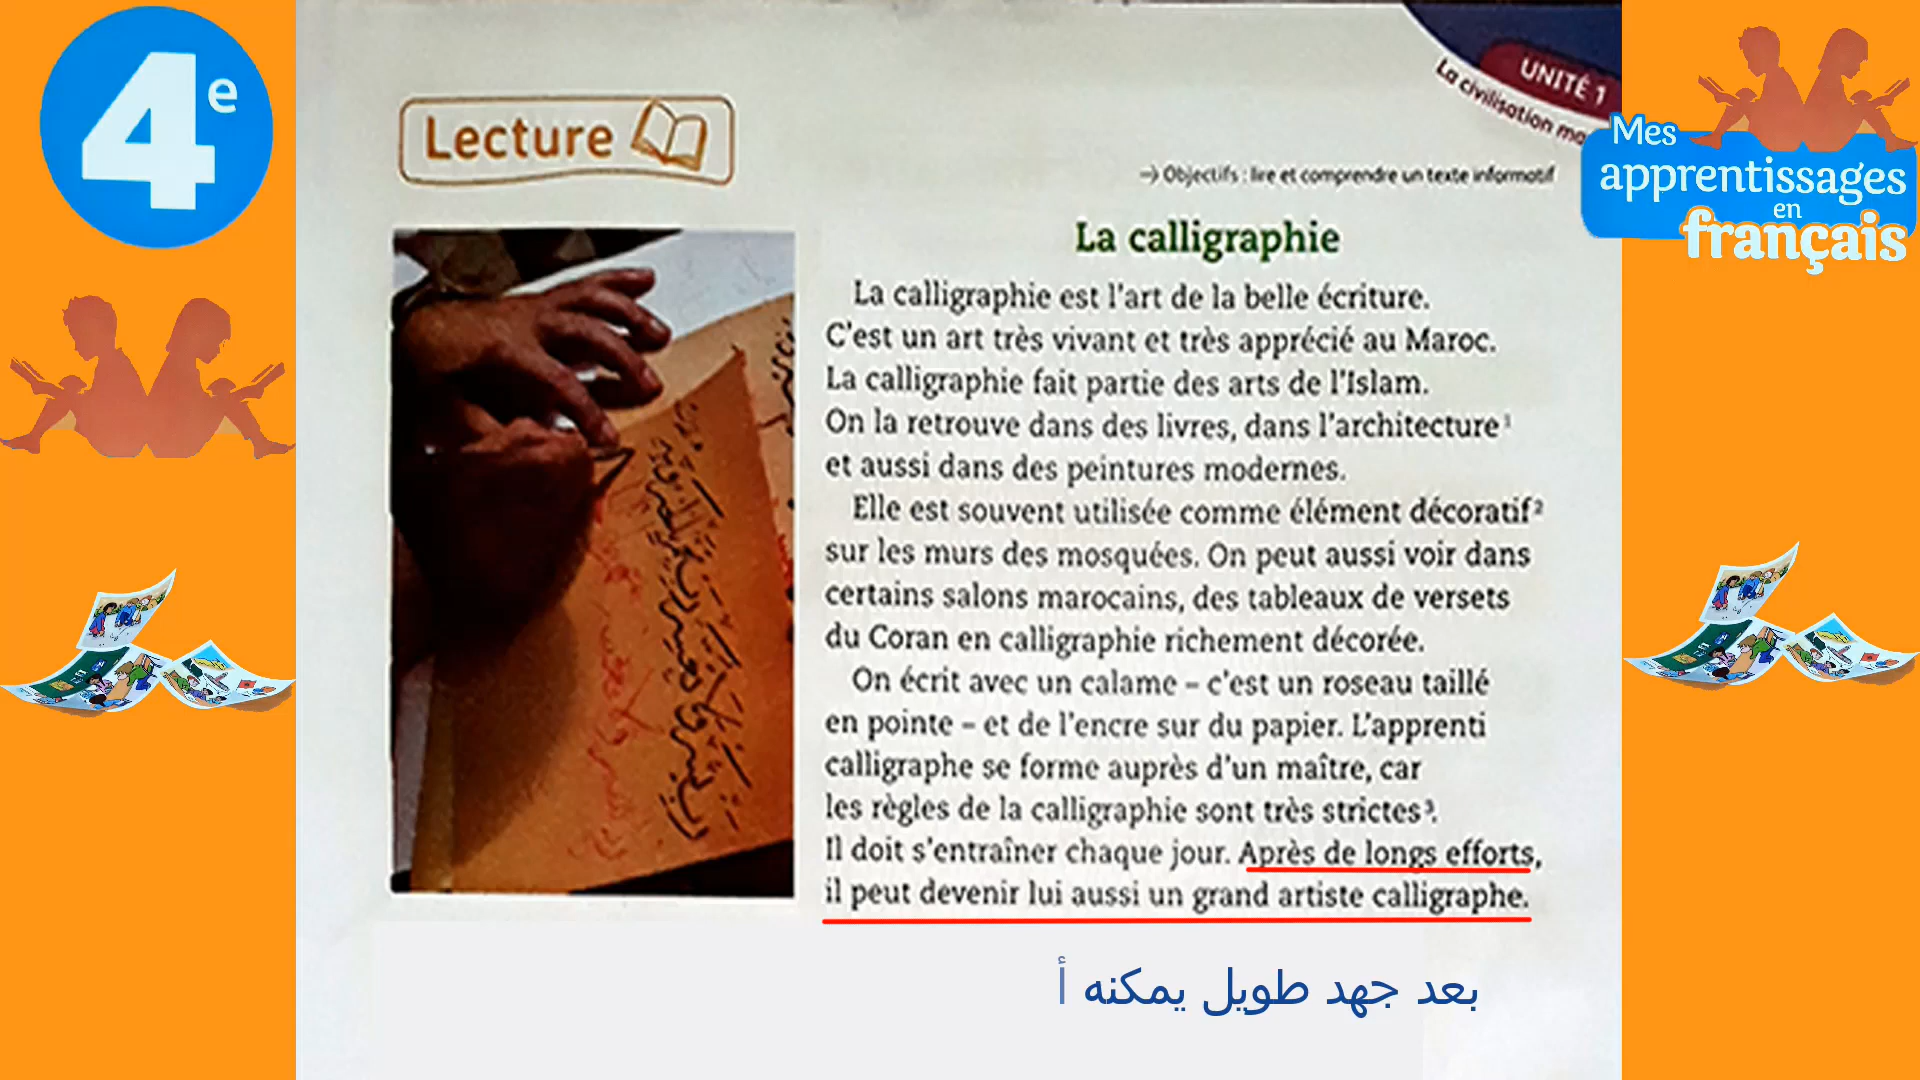 4e
Lecture
UNITÉ 1
La civilisation
→ Objectifs : lire et comprendre un texte informatif
Mes
apprentissages
en
français
La calligraphie
La calligraphie est l'art de la belle écriture.
C'est un art très vivant et très apprécié au Maroc.
La calligraphie fait partie des arts de l'Islam.
On la retrouve dans des livres, dans l'architecture¹
et aussi dans des peintures modernes.
Elle est souvent utilisée comme élément décoratif²
sur les murs des mosquées. On peut aussi voir dans
certains salons marocains, des tableaux de versets
du Coran en calligraphie richement décorée.
On écrit avec un calame – c'est un roseau taillé
en pointe – et de l'encre sur du papier. L'apprenti
calligraphe se forme auprès d'un maître, car
les règles de la calligraphie sont très strictes³.
Il doit s'entraîner chaque jour. Après de longs efforts,
il peut devenir lui aussi un grand artiste calligraphe.
بعد جهد طويل يمكنه أ